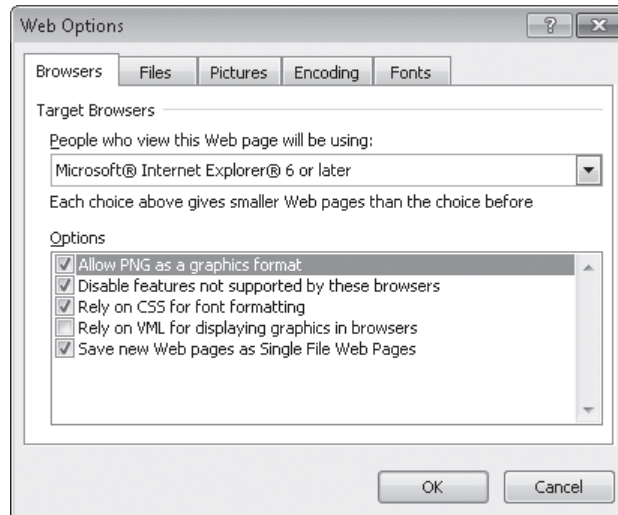 Web Options
Browsers Files Pictures Encoding Fonts
Target Browsers
People who view this Web page will be using:
Microsoft® Internet Explorer® 6 or later
Each choice above gives smaller Web pages than the choice before
Options
Allow PNG as a graphics format
Disable features not supported by these browsers
Rely on CSS for font formatting
Rely on VML for displaying graphics in browsers
Save new Web pages as Single File Web Pages
OK Cancel